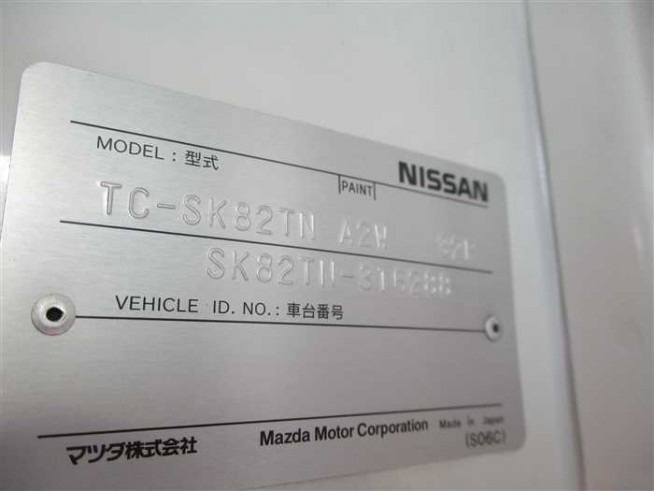 MODEL : 型式 PAINT NISSAN
TC-SK82TN A2W
SK82TN-316288
VEHICLE ID. NO. : 車台番号
マツダ株式会社 Mazda Motor Corporation Made in Japan
(S06C)